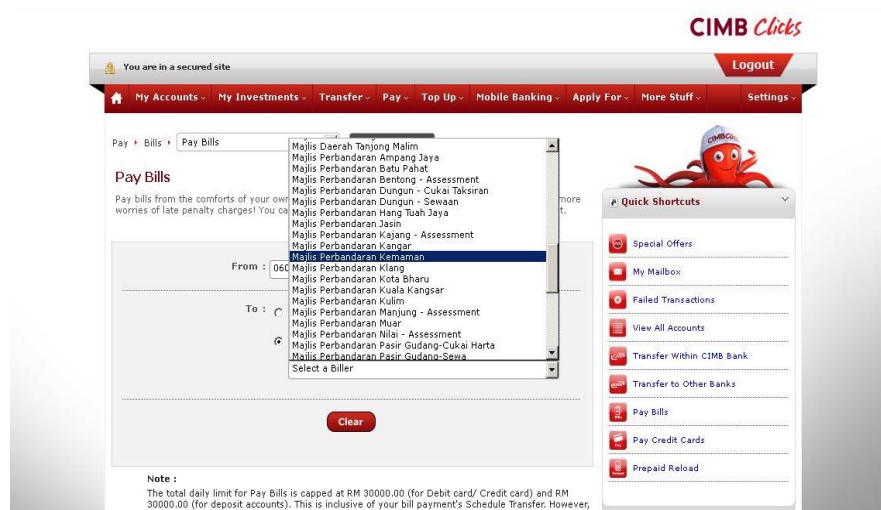 CIMB Clicks
You are in a secured site
Logout
My Accounts My Investments Transfer Pay Top Up Mobile Banking Apply For More Stuff Settings
Pay Bills Pay Bills
Pay Bills
Pay bills from the comforts of your own more
worries of late penalty charges! You ca t.
From : 060
To :
Majlis Daerah Tanjong Malim
Majlis Perbandaran Ampang Jaya
Majlis Perbandaran Batu Pahat
Majlis Perbandaran Bentong - Assessment
Majlis Perbandaran Dungun - Cukai Taksiran
Majlis Perbandaran Dungun - Sewaan
Majlis Perbandaran Hang Tuah Jaya
Majlis Perbandaran Jasin
Majlis Perbandaran Kajang - Assessment
Majlis Perbandaran Kangar
Majlis Perbandaran Kemaman
Majlis Perbandaran Klang
Majlis Perbandaran Kota Bharu
Majlis Perbandaran Kuala Kangsar
Majlis Perbandaran Kulim
Majlis Perbandaran Manjung - Assessment
Majlis Perbandaran Muar
Majlis Perbandaran Nilai - Assessment
Majlis Perbandaran Pasir Gudang-Cukai Harta
Majlis Perbandaran Pasir Gudang-Sewa
Select a Biller
Clear
Note :
The total daily limit for Pay Bills is capped at RM 30000.00 (for Debit card/ Credit card) and RM
30000.00 (for deposit accounts). This is inclusive of your bill payment's Schedule Transfer. However,
Quick Shortcuts
Special Offers
My Mailbox
Failed Transactions
View All Accounts
Transfer Within CIMB Bank
Transfer to Other Banks
Pay Bills
Pay Credit Cards
Prepaid Reload